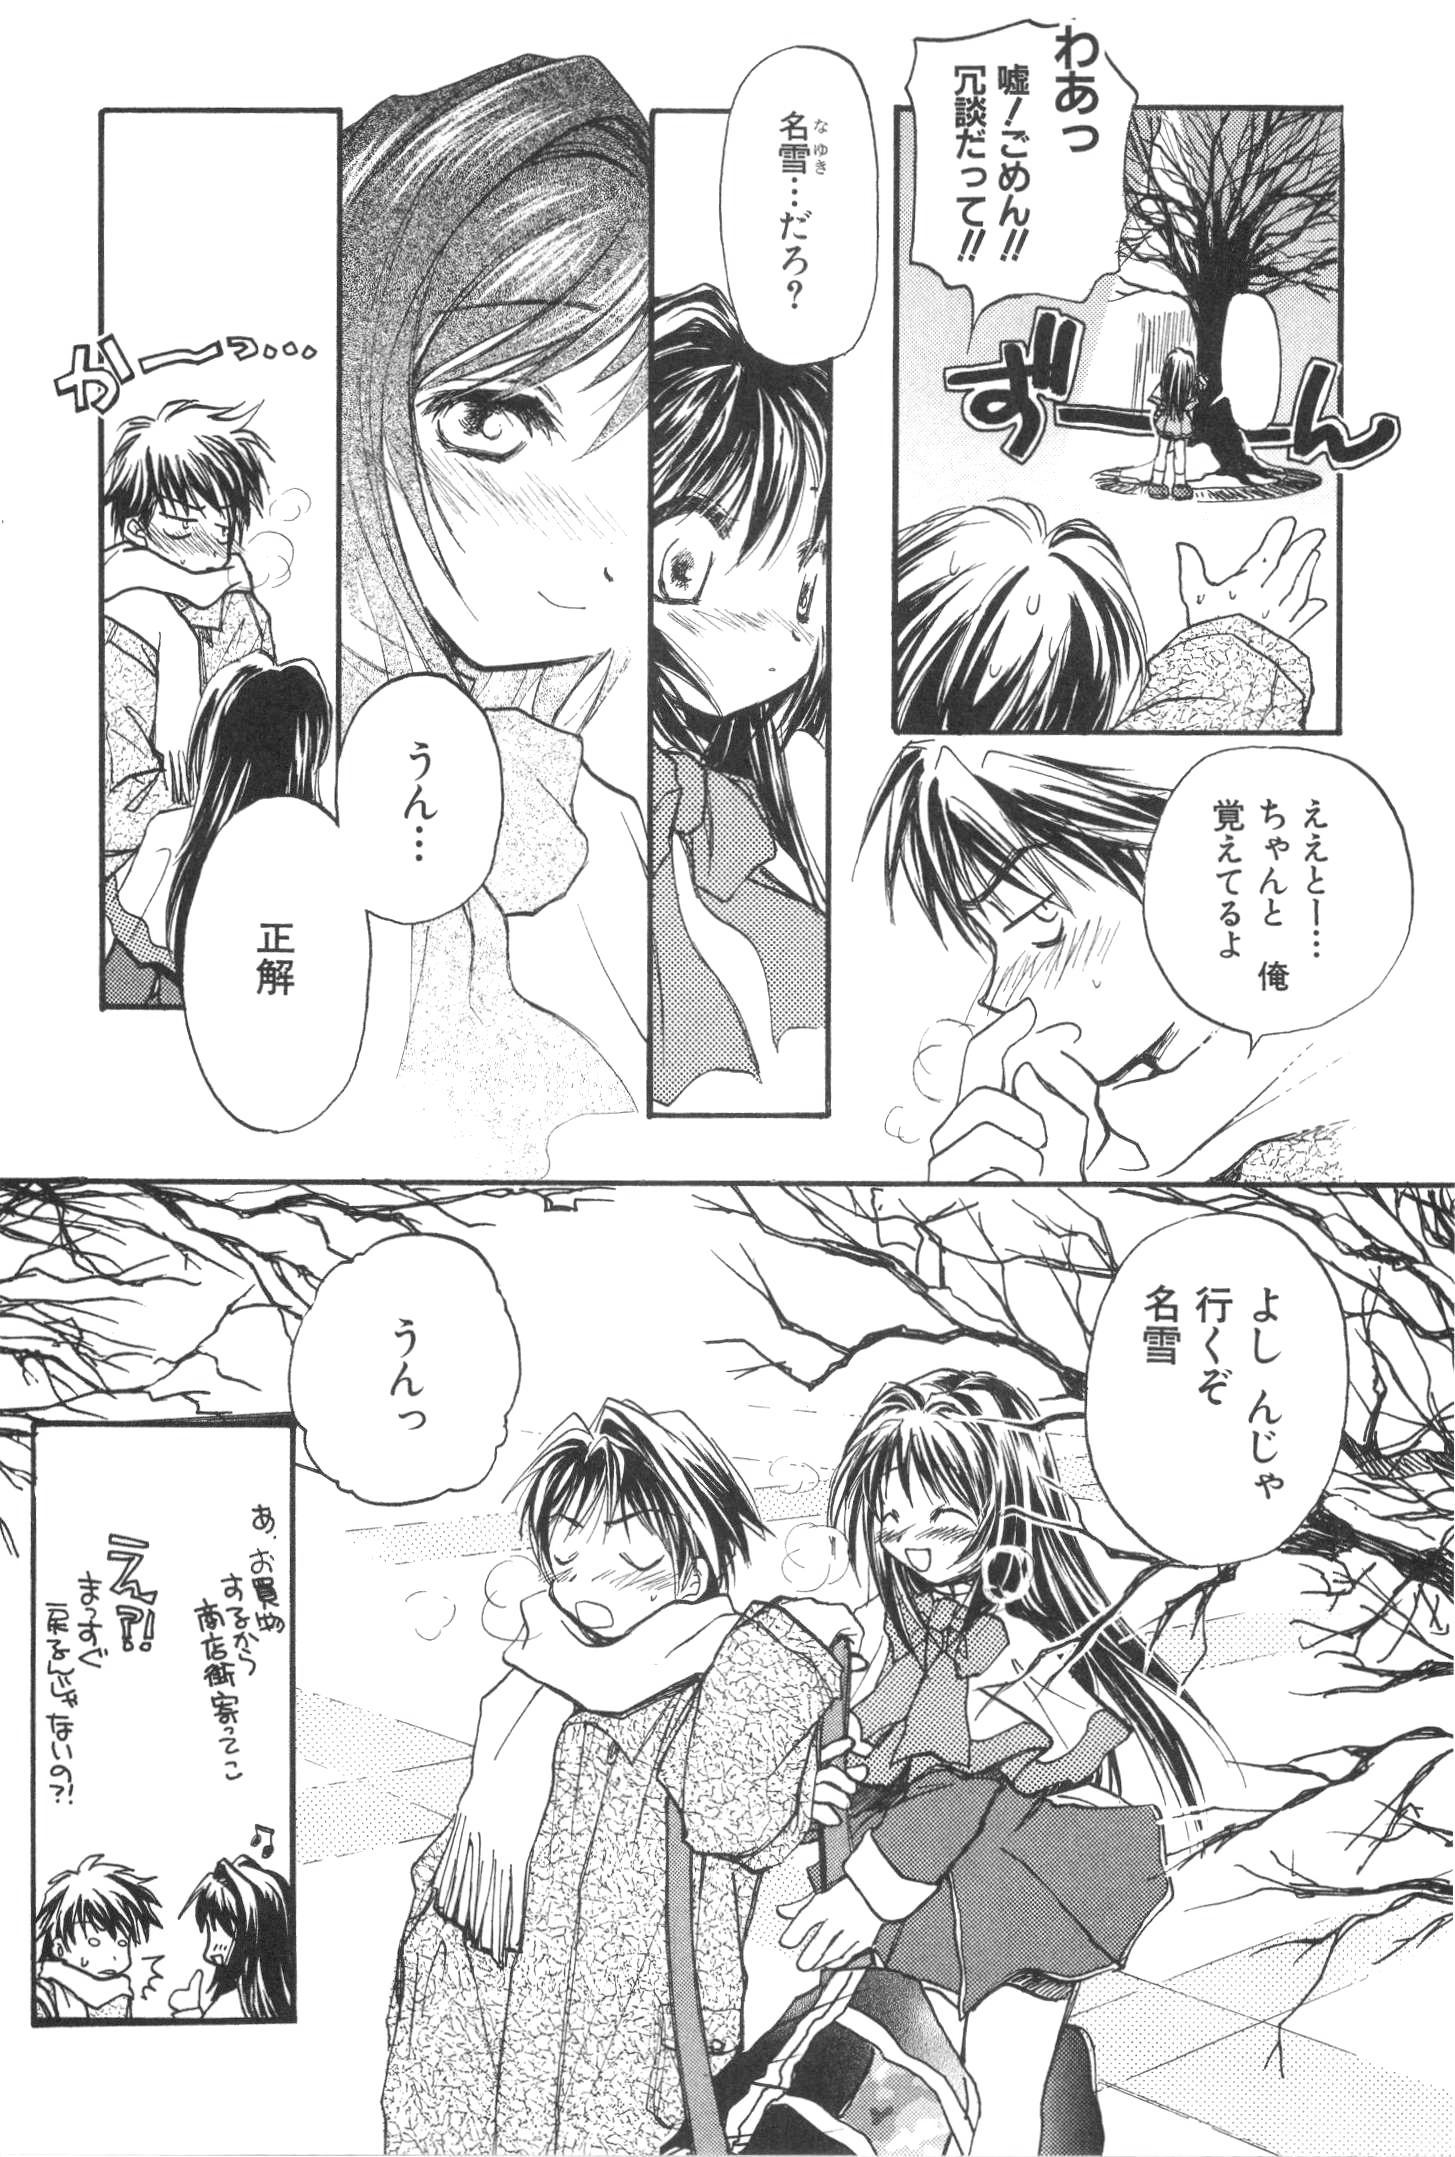 わあっ
嘘!ごめん!!
冗談だって!!
ずーん
ええとー…
ちゃんと 俺
覚えてるよ
名雪…だろ?
なゆき
うん…
正解
かーっ…
よし んじゃ
行くぞ
名雪
うんっ
あ、お買い物
するから
商店街寄ってこ
え?!
まっすぐ
戻るんじゃないの?!